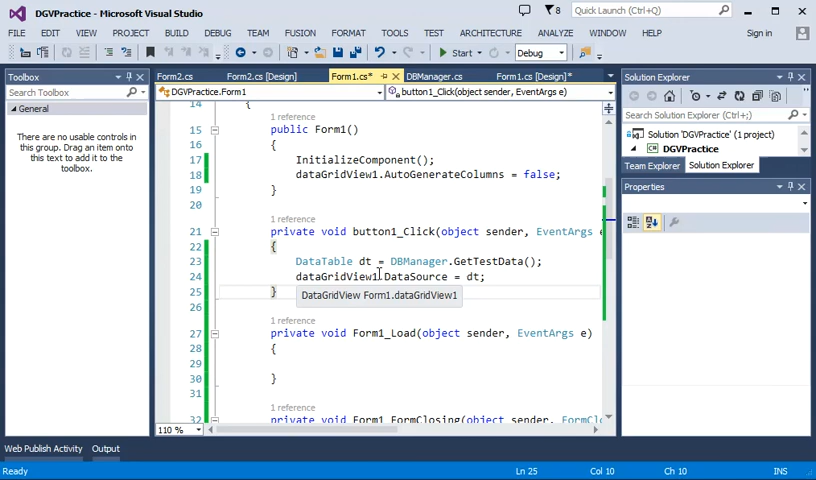 DGVPractice - Microsoft Visual Studio
8
Quick Launch (Ctrl+Q)
FILE EDIT VIEW PROJECT BUILD DEBUG TEAM FUSION FORMAT TOOLS TEST ARCHITECTURE ANALYZE WINDOW HELP
Sign in
Start
Debug
Toolbox
Search Toolbox
General
There are no usable controls in
this group. Drag an item onto
this text to add it to the
toolbox.
Form2.cs Form2.cs [Design] Form1.cs* DBManager.cs Form1.cs [Design]*
DGVPractice.Form1 button1_Click(object sender, EventArgs e)
14 {
1 reference
15 public Form1()
16 {
17 InitializeComponent();
18 dataGridView1.AutoGenerateColumns = false;
19 }
20
1 reference
21 private void button1_Click(object sender, EventArgs e
22 {
23 DataTable dt = DBManager.GetTestData();
24 dataGridView1.DataSource = dt;
25 }
DataGridView Form1.dataGridView1
26
1 reference
27 private void Form1_Load(object sender, EventArgs e)
28 {
29
30 }
31
1 reference
32 private void Form1_FormClosing(object sender, FormClo
110 %
Solution Explorer
Search Solution Explorer (Ctrl+;)
Solution 'DGVPractice' (1 project)
DGVPractice
Team Explorer Solution Explorer
Properties
Web Publish Activity Output
Ready Ln 25 Col 10 Ch 10 INS